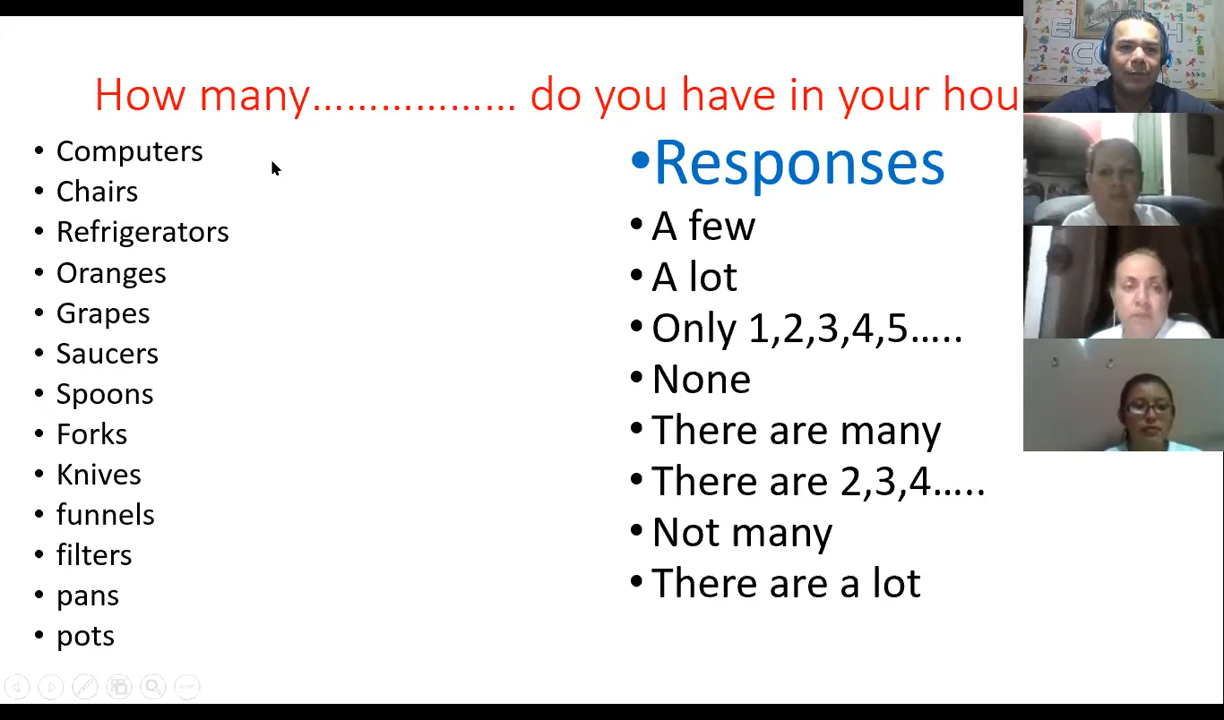 How many……………… do you have in your hou
• Computers
• Chairs
• Refrigerators
• Oranges
• Grapes
• Saucers
• Spoons
• Forks
• Knives
• funnels
• filters
• pans
• pots
•Responses
• A few
• A lot
• Only 1,2,3,4,5…..
• None
• There are many
• There are 2,3,4…..
• Not many
• There are a lot